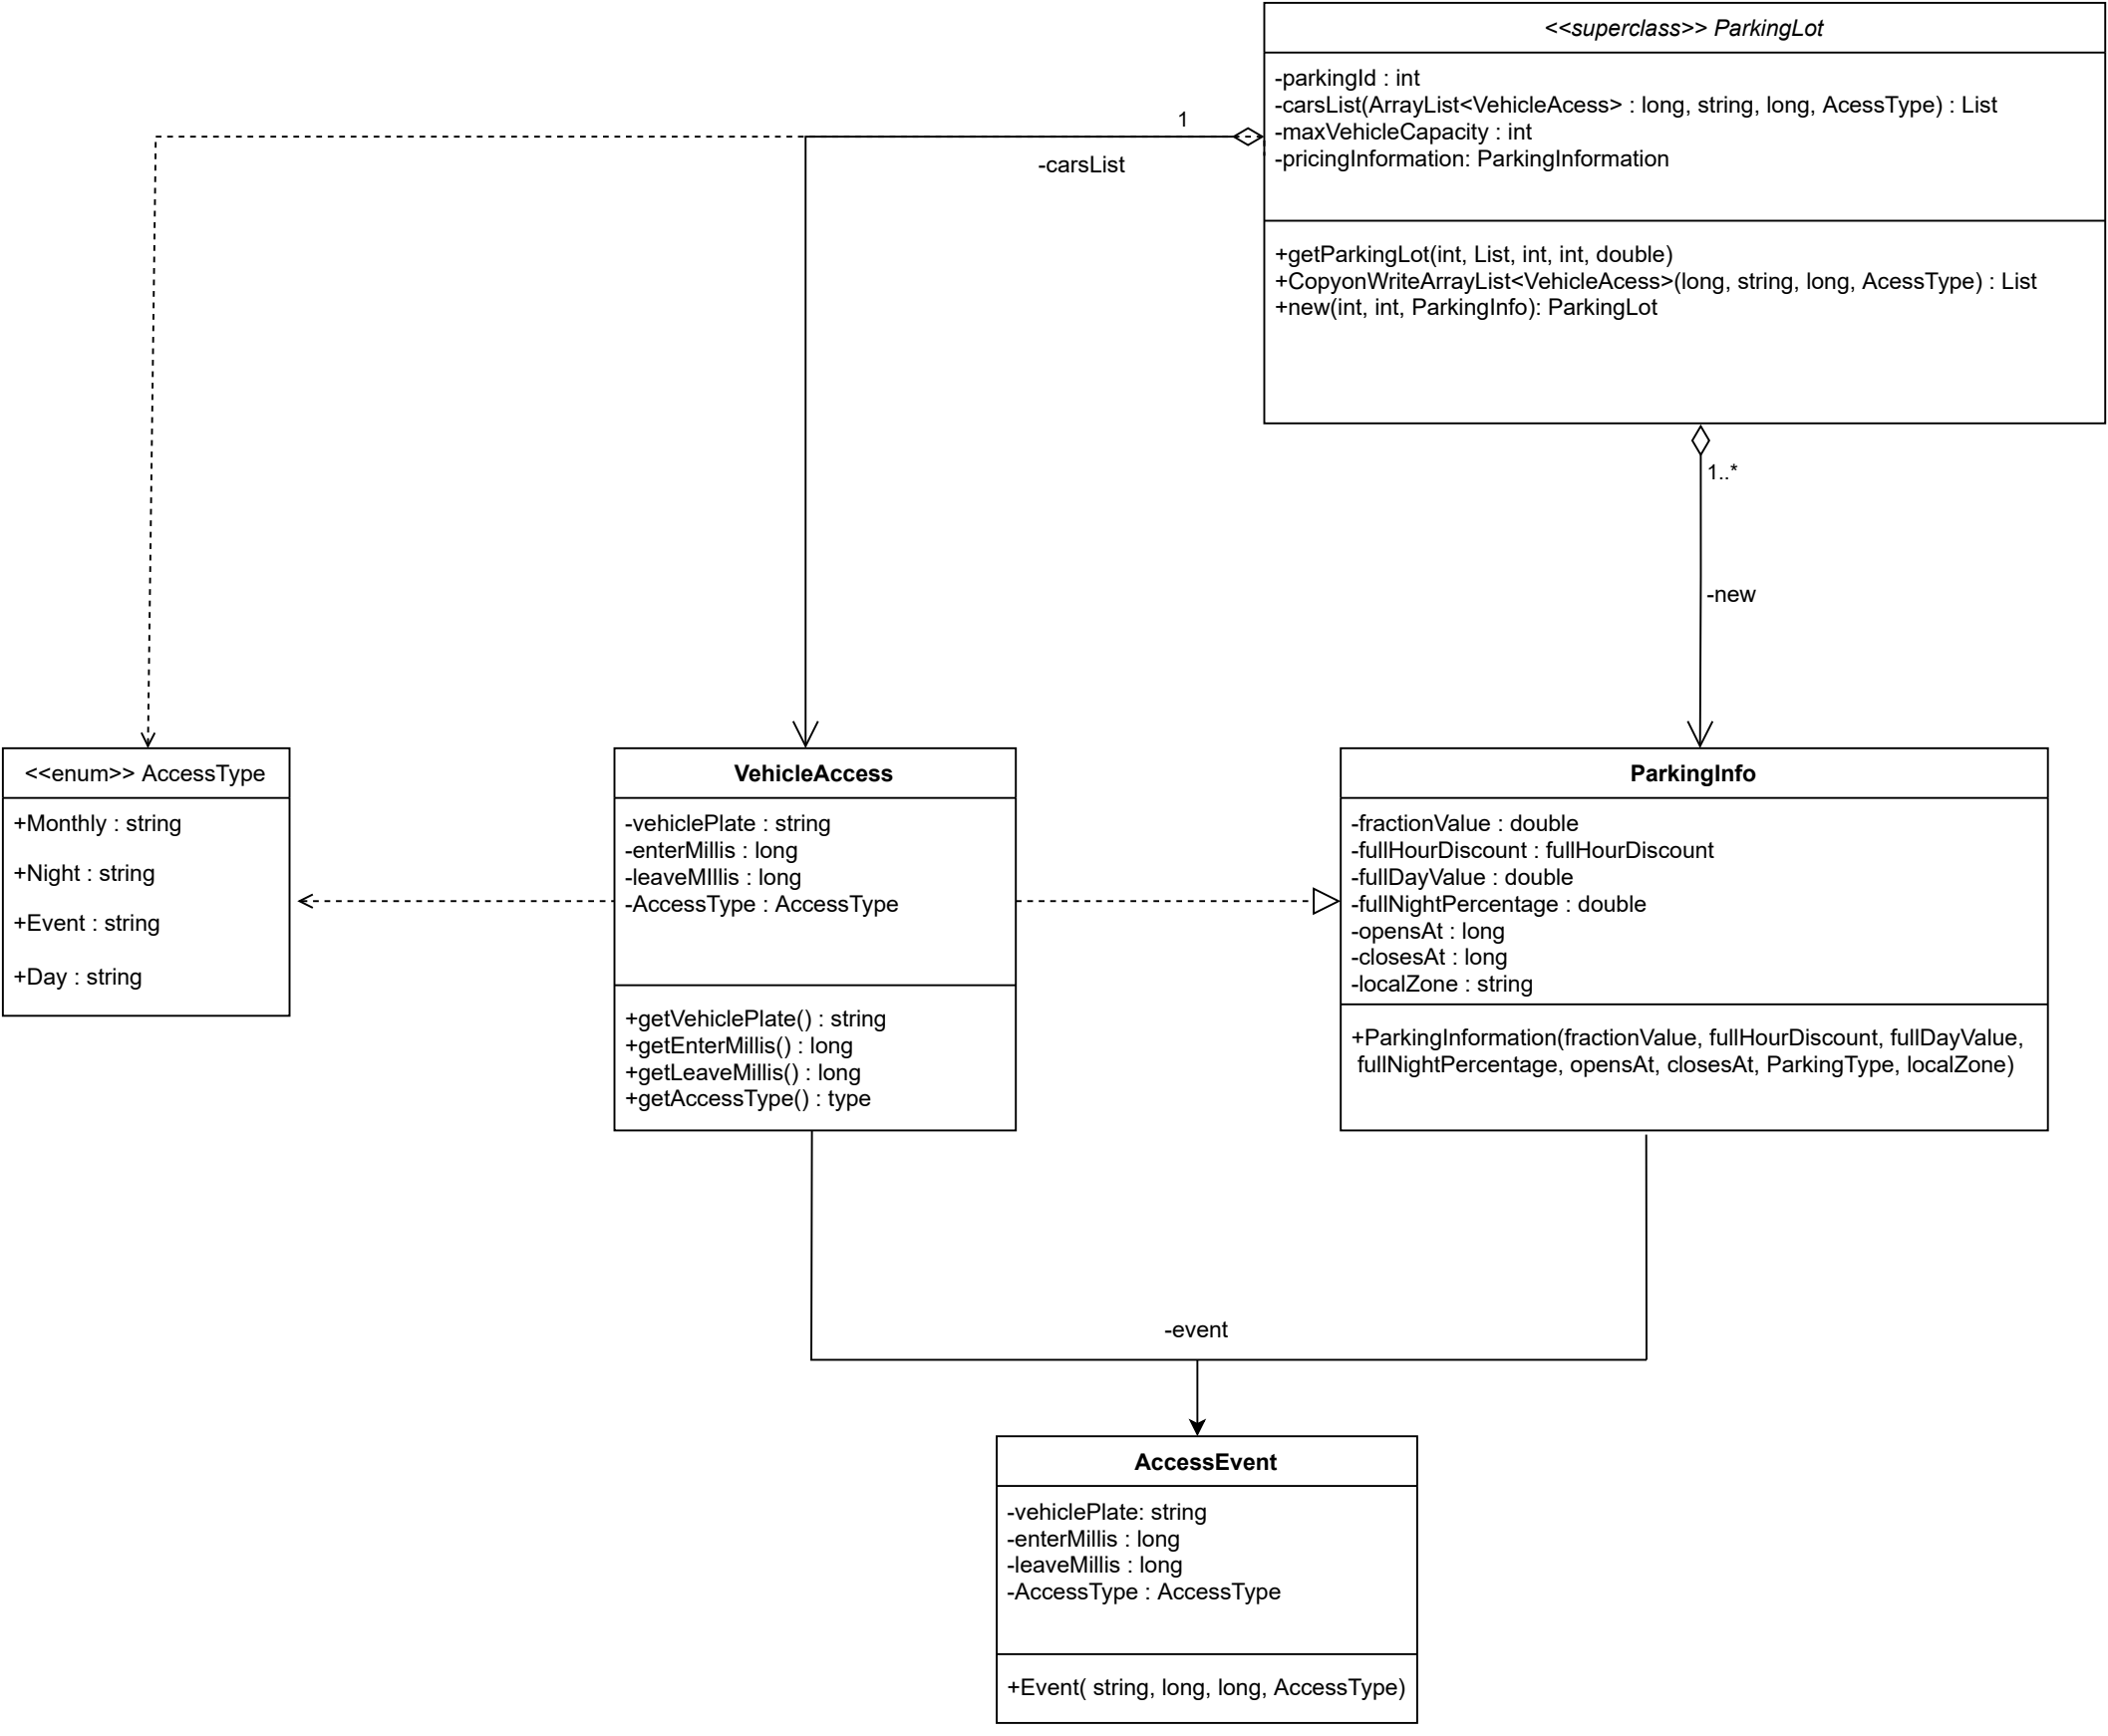 <<superclass>> ParkingLot
-parkingId : int
-carsList(ArrayList<VehicleAcess> : long, string, long, AcessType) : List
-maxVehicleCapacity : int
-pricingInformation: ParkingInformation
+getParkingLot(int, List, int, int, double)
+CopyonWriteArrayList<VehicleAcess>(long, string, long, AcessType) : List
+new(int, int, ParkingInfo): ParkingLot
1
-carsList
1..*
-new
<<enum>> AccessType
+Monthly : string
+Night : string
+Event : string
+Day : string
VehicleAccess
-vehiclePlate : string
-enterMillis : long
-leaveMIllis : long
-AccessType : AccessType
+getVehiclePlate() : string
+getEnterMillis() : long
+getLeaveMillis() : long
+getAccessType() : type
ParkingInfo
-fractionValue : double
-fullHourDiscount : fullHourDiscount
-fullDayValue : double
-fullNightPercentage : double
-opensAt : long
-closesAt : long
-localZone : string
+ParkingInformation(fractionValue, fullHourDiscount, fullDayValue,
fullNightPercentage, opensAt, closesAt, ParkingType, localZone)
-event
AccessEvent
-vehiclePlate: string
-enterMillis : long
-leaveMillis : long
-AccessType : AccessType
+Event( string, long, long, AccessType)